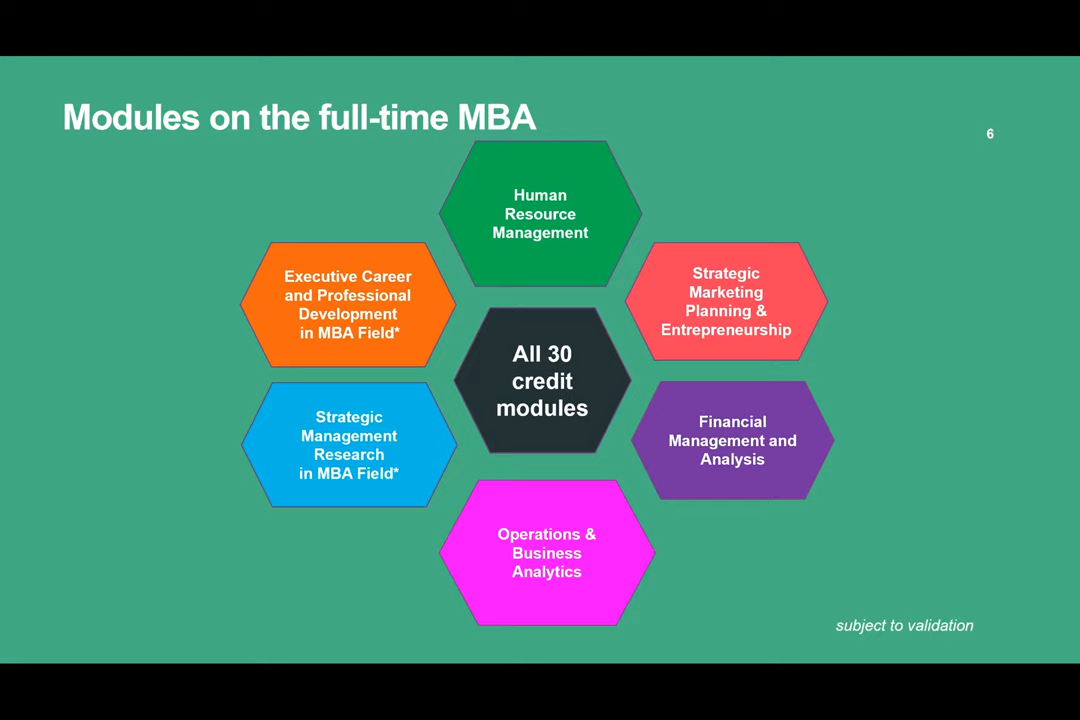 Modules on the full-time MBA
6
Human
Resource
Management
Executive Career
and Professional
Development
in MBA Field*
Strategic
Marketing
Planning &
Entrepreneurship
All 30
credit
modules
Strategic
Management
Research
in MBA Field*
Financial
Management and
Analysis
Operations &
Business
Analytics
subject to validation